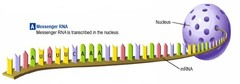 A Messenger RNA
Messenger RNA is transcribed in the nucleus.
Nucleus
mRNA